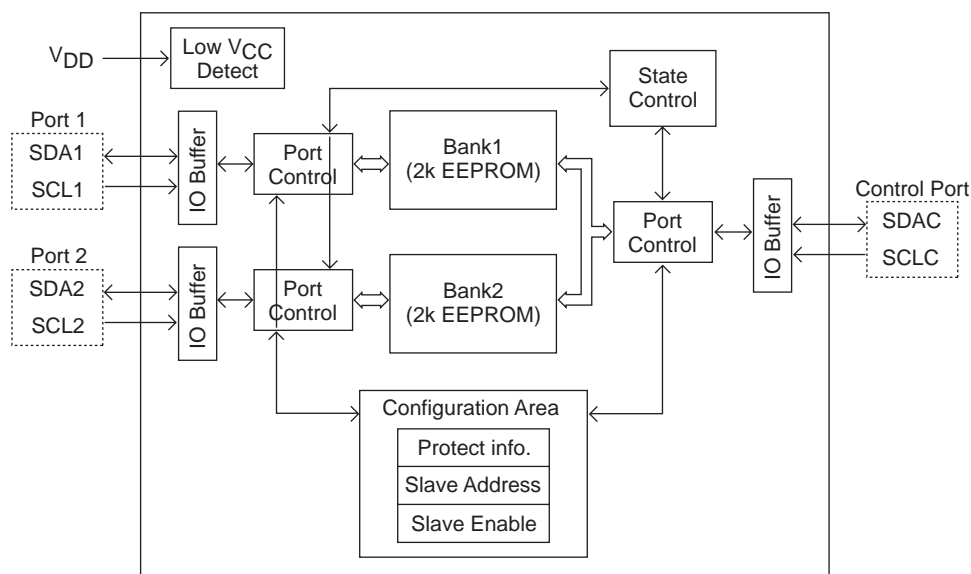 VDD
Low VCC
Detect
State
Control
Port 1
SDA1
SCL1
IO Buffer
Port
Control
Bank1
(2k EEPROM)
Port
Control
IO Buffer
Control Port
SDAC
SCLC
Port 2
SDA2
SCL2
IO Buffer
Port
Control
Bank2
(2k EEPROM)
Configuration Area
Protect info.
Slave Address
Slave Enable